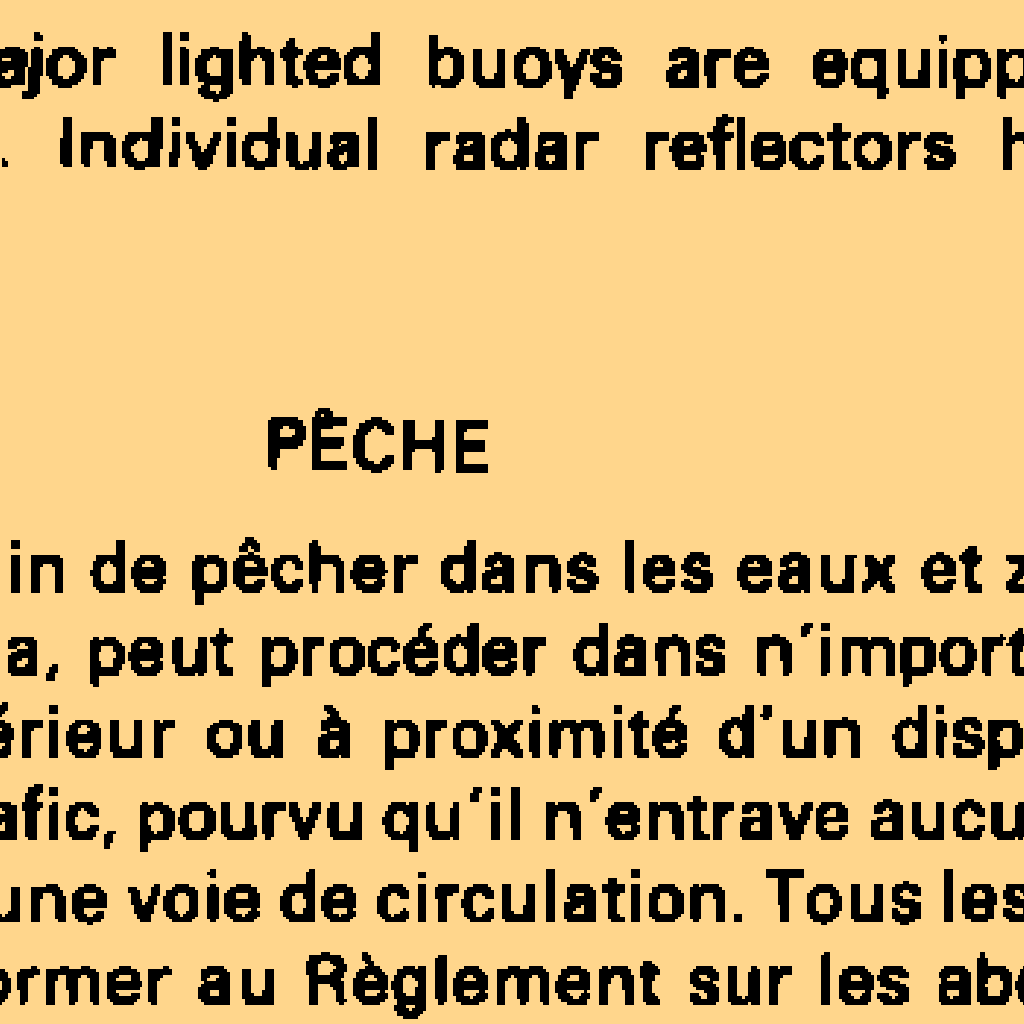 ajor lighted buoys are equipp
. Individual radar reflectors h
PÊCHE
in de pêcher dans les eaux et z
a, peut procéder dans n'import
érieur ou à proximité d'un disp
afic, pourvu qu'il n'entrave aucu
une voie de circulation. Tous les
ormer au Règlement sur les abo